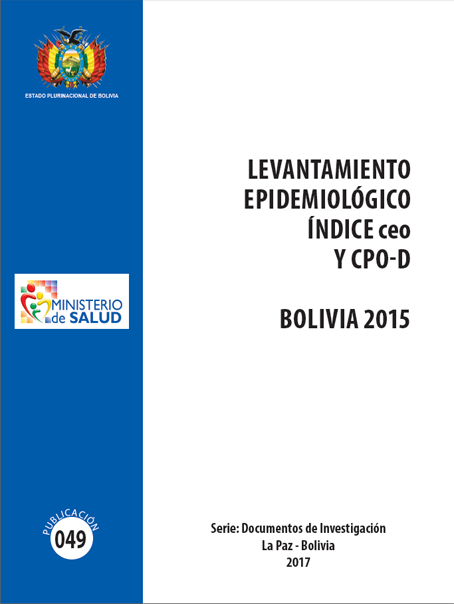 ESTADO PLURINACIONAL DE BOLIVIA
LEVANTAMIENTO
EPIDEMIOLÓGICO
ÍNDICE ceo
Y CPO-D
BOLIVIA 2015
MINISTERIO
de SALUD
PUBLICACIÓN
049
Serie: Documentos de Investigación
La Paz - Bolivia
2017